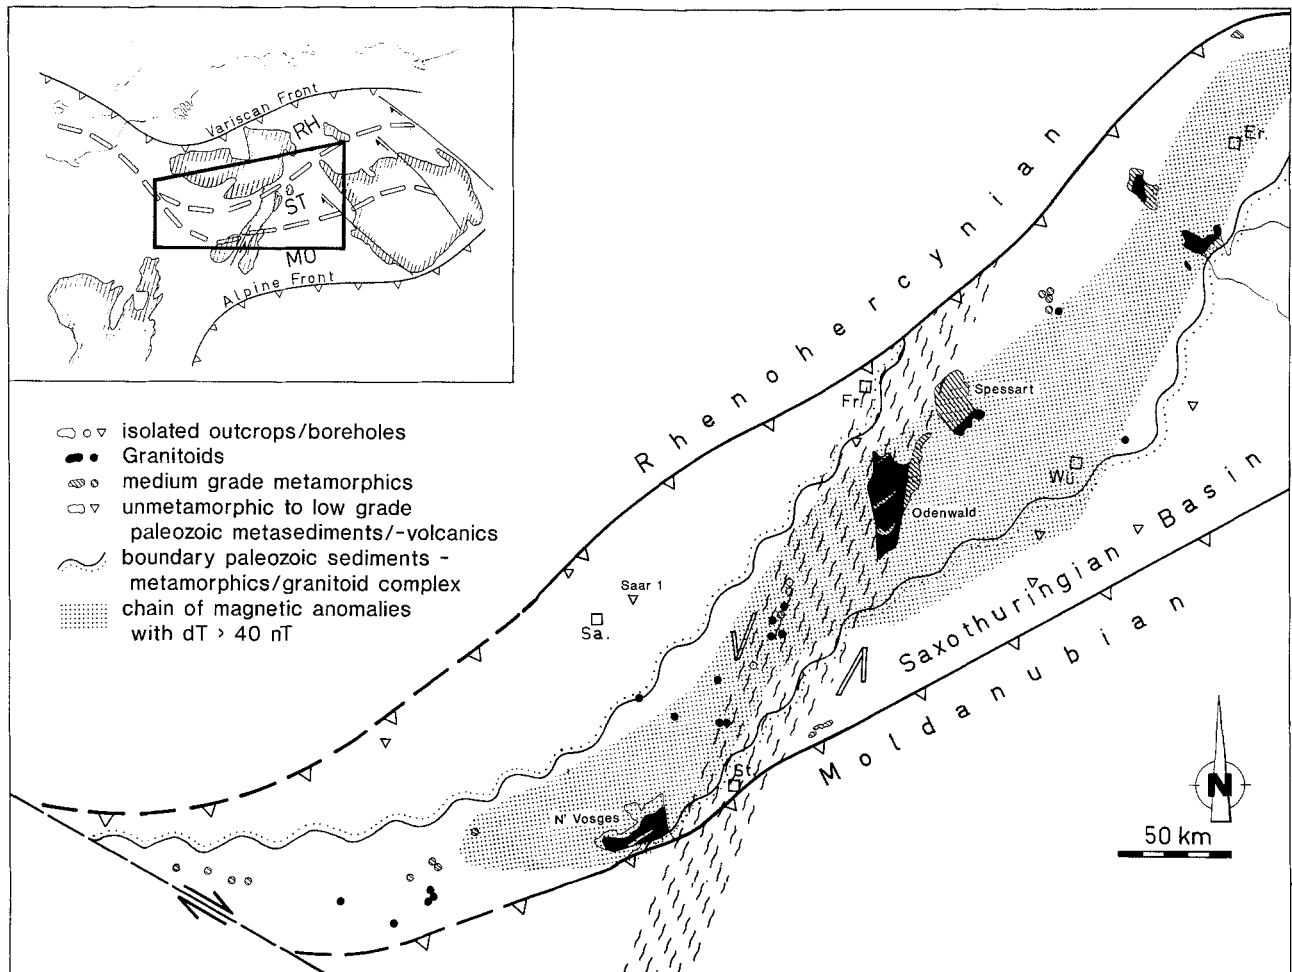 Variscan Front
RH
ST
MO
Alpine Front
isolated outcrops/boreholes
Granitoids
medium grade metamorphics
unmetamorphic to low grade
paleozoic metasediments/-volcanics
boundary paleozoic sediments -
metamorphics/granitoid complex
chain of magnetic anomalies
with dT > 40 nT
Rhenohercynian
Er.
Fr.
Spessart
Wü.
Odenwald
Saar 1
Sa.
Saxothuringian Basin
Moldanubian
St.
N' Vosges
N
50 km